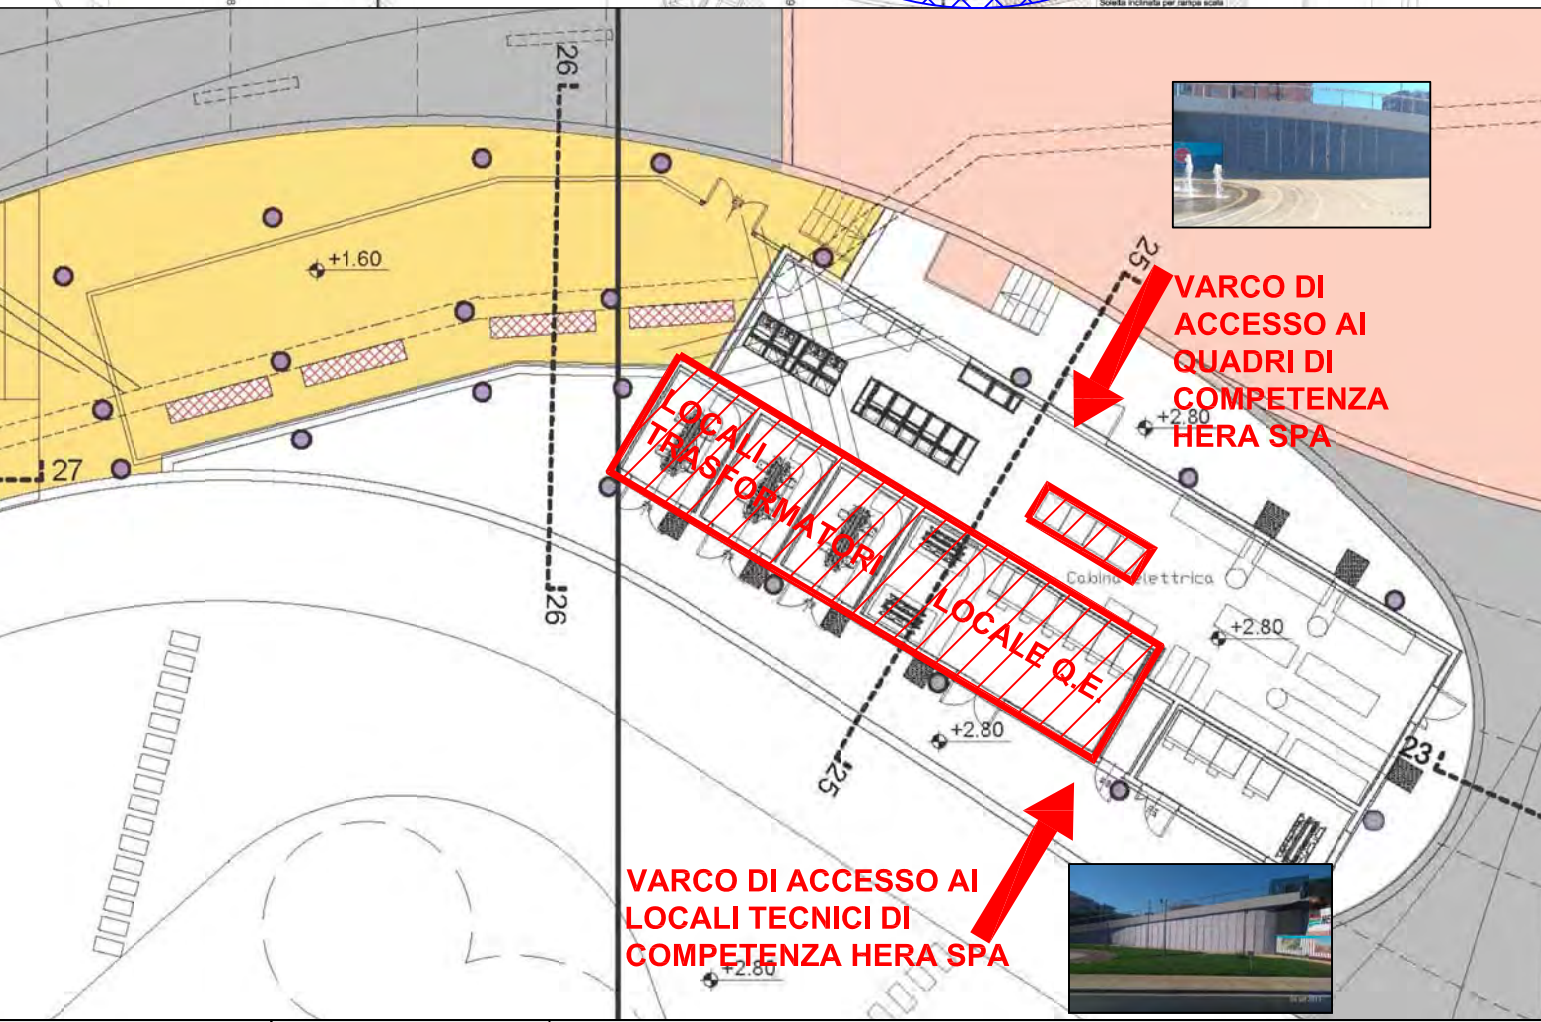 Soletta inclinata per rampa scala
26
25
+1.60
VARCO DI
ACCESSO AI
QUADRI DI
COMPETENZA
HERA SPA
+2.80
LOCALI
TRASFORMATORI
27
Cabina elettrica
26
LOCALE Q.E.
+2.80
+2.80
25
23
VARCO DI ACCESSO AI
LOCALI TECNICI DI
COMPETENZA HERA SPA
+2.80